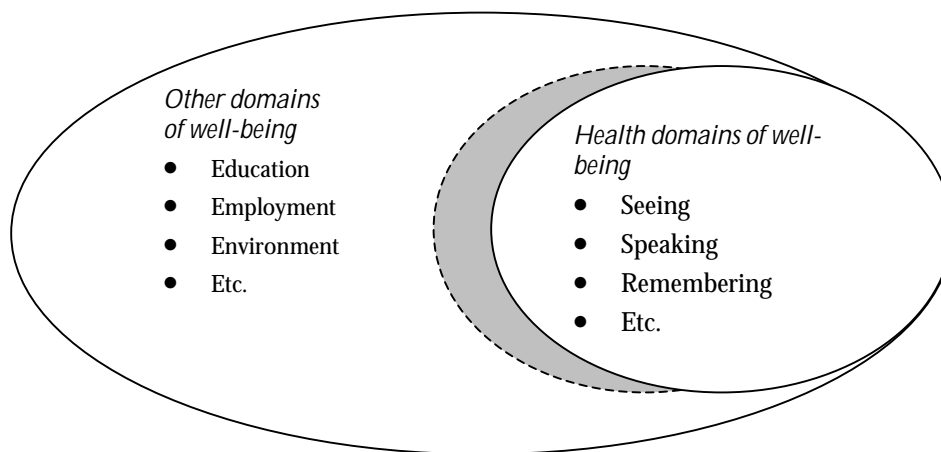 Other domains
of well-being
● Education
● Employment
● Environment
● Etc.
Health domains of well-
being
● Seeing
● Speaking
● Remembering
● Etc.